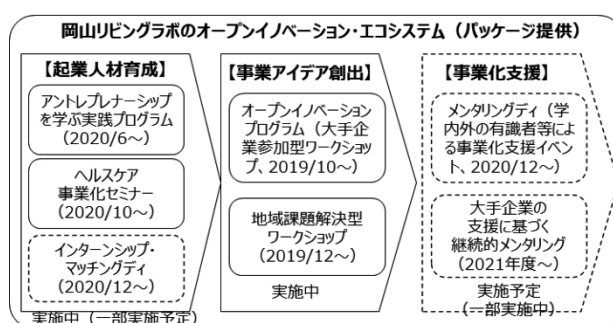 岡山リビングラボのオープンイノベーション・エコシステム（パッケージ提供）
【起業人材育成】
アントレプレナーシップ
を学ぶ実践プログラム
（2020/6～）
ヘルスケア
事業化セミナー
（2020/10～）
インターンシップ・
マッチングディ
（2020/12～）
実施中（一部実施予定）
【事業アイデア創出】
オープンイノベーション
プログラム（大手企
業参加型ワークショッ
プ、2019/10～）
地域課題解決型
ワークショップ
（2019/12～）
実施中
【事業化支援】
メンタリングディ（学
内外の有識者等によ
る事業化支援イベン
ト、2020/12～）
大手企業の
支援に基づく
継続的メンタリング
（2021年度～）
実施予定
（一部実施中）